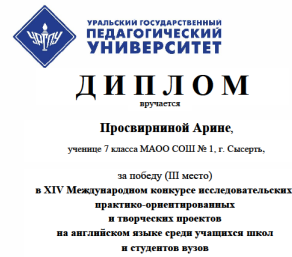 УРАЛЬСКИЙ ГОСУДАРСТВЕННЫЙ
ПЕДАГОГИЧЕСКИЙ
УНИВЕРСИТЕТ
УрГПУ
ДИПЛОМ
вручается
Просвирниной Арине,
ученице 7 класса МАОО СОШ № 1, г. Сысерть,
за победу (III место)
в XIV Международном конкурсе исследовательских
практико-ориентированных
и творческих проектов
на английском языке среди учащихся школ
и студентов вузов